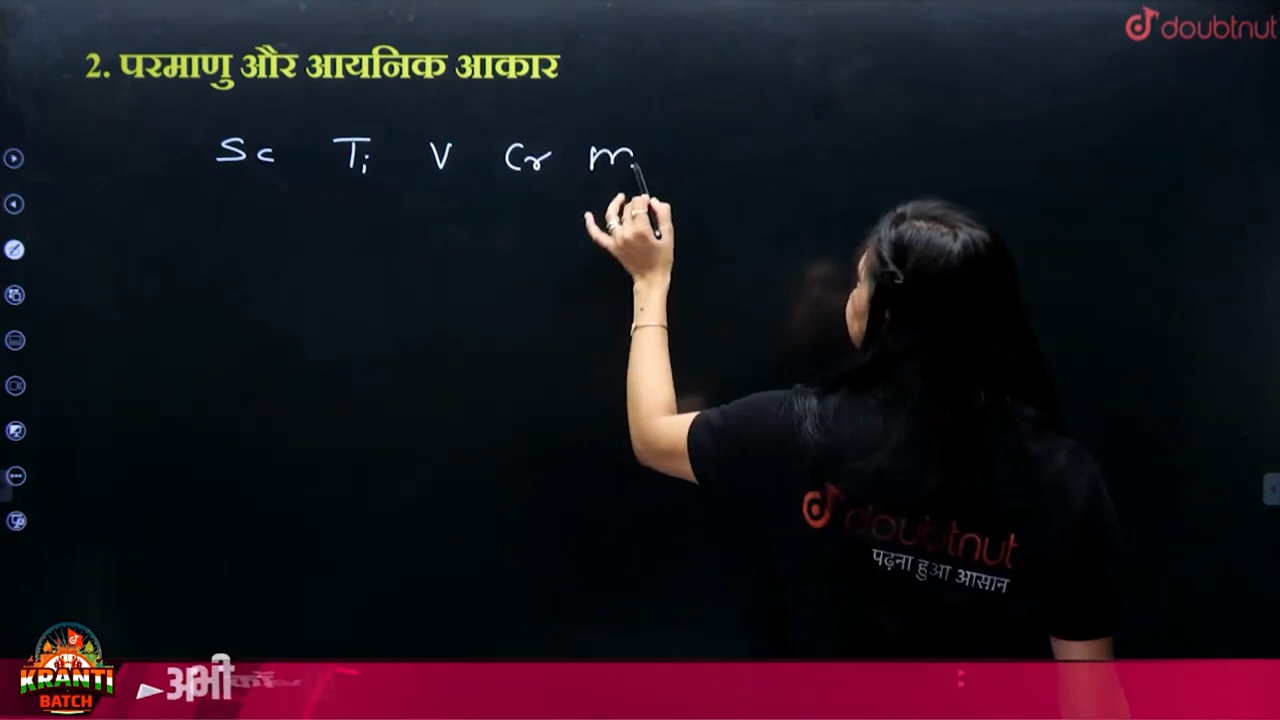 doubtnut
2. परमाणु और आयनिक आकार
Sc Ti V Cr m
doubtnut
पढ़ना हुआ आसान
KRANTI
BATCH
अभी